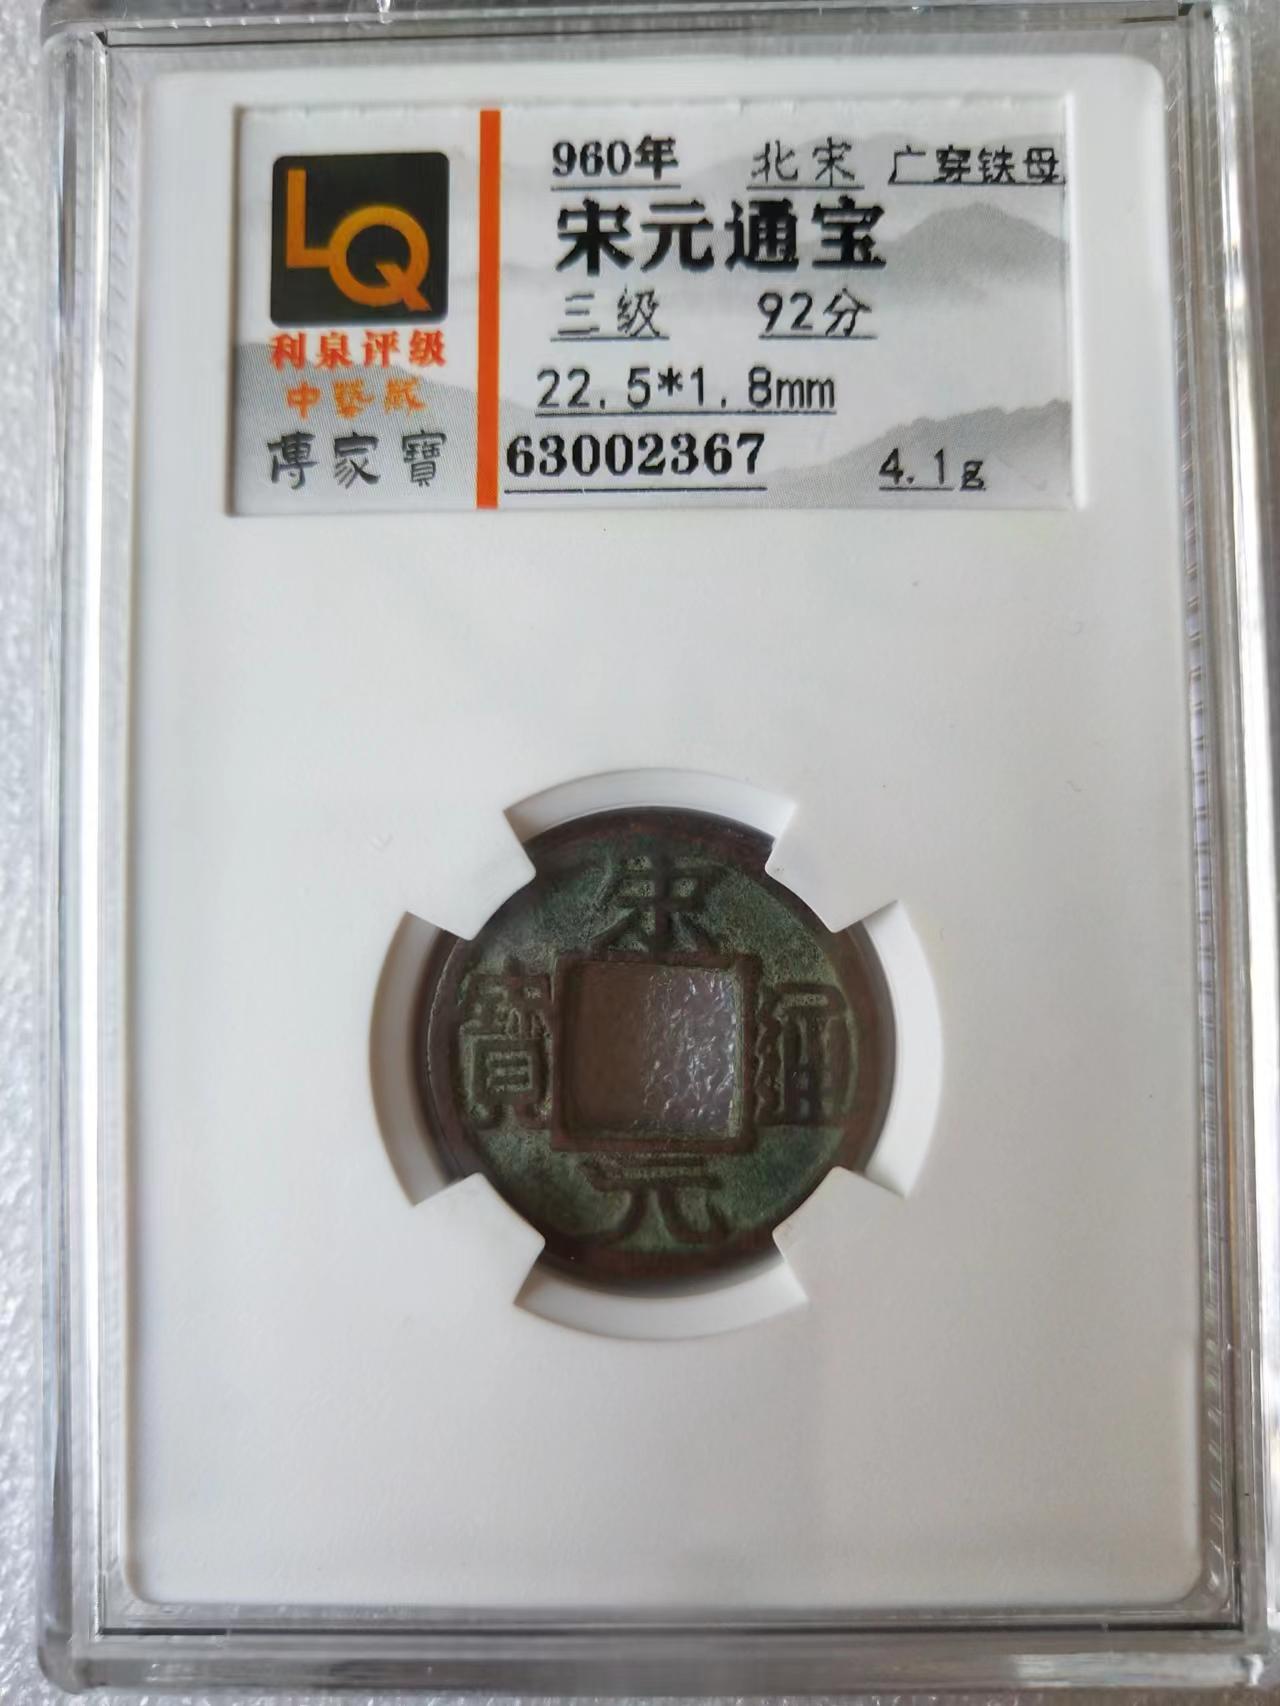 LQ
利泉评级
中艺藏
傳家寶
960年 北宋 广穿铁母
宋元通宝
三级 92分
22.5*1.8mm
63002367 4.1g
宋
寶 通
元